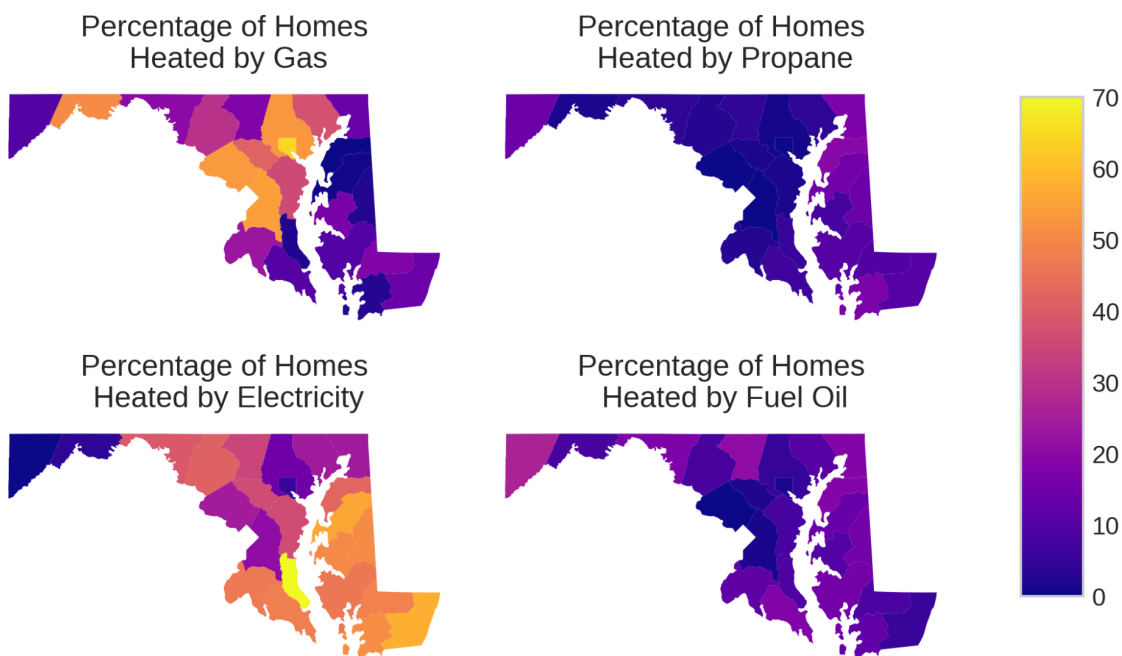 Percentage of Homes
Heated by Gas
Percentage of Homes
Heated by Propane
70
60
50
40
30
20
10
0
Percentage of Homes
Heated by Electricity
Percentage of Homes
Heated by Fuel Oil